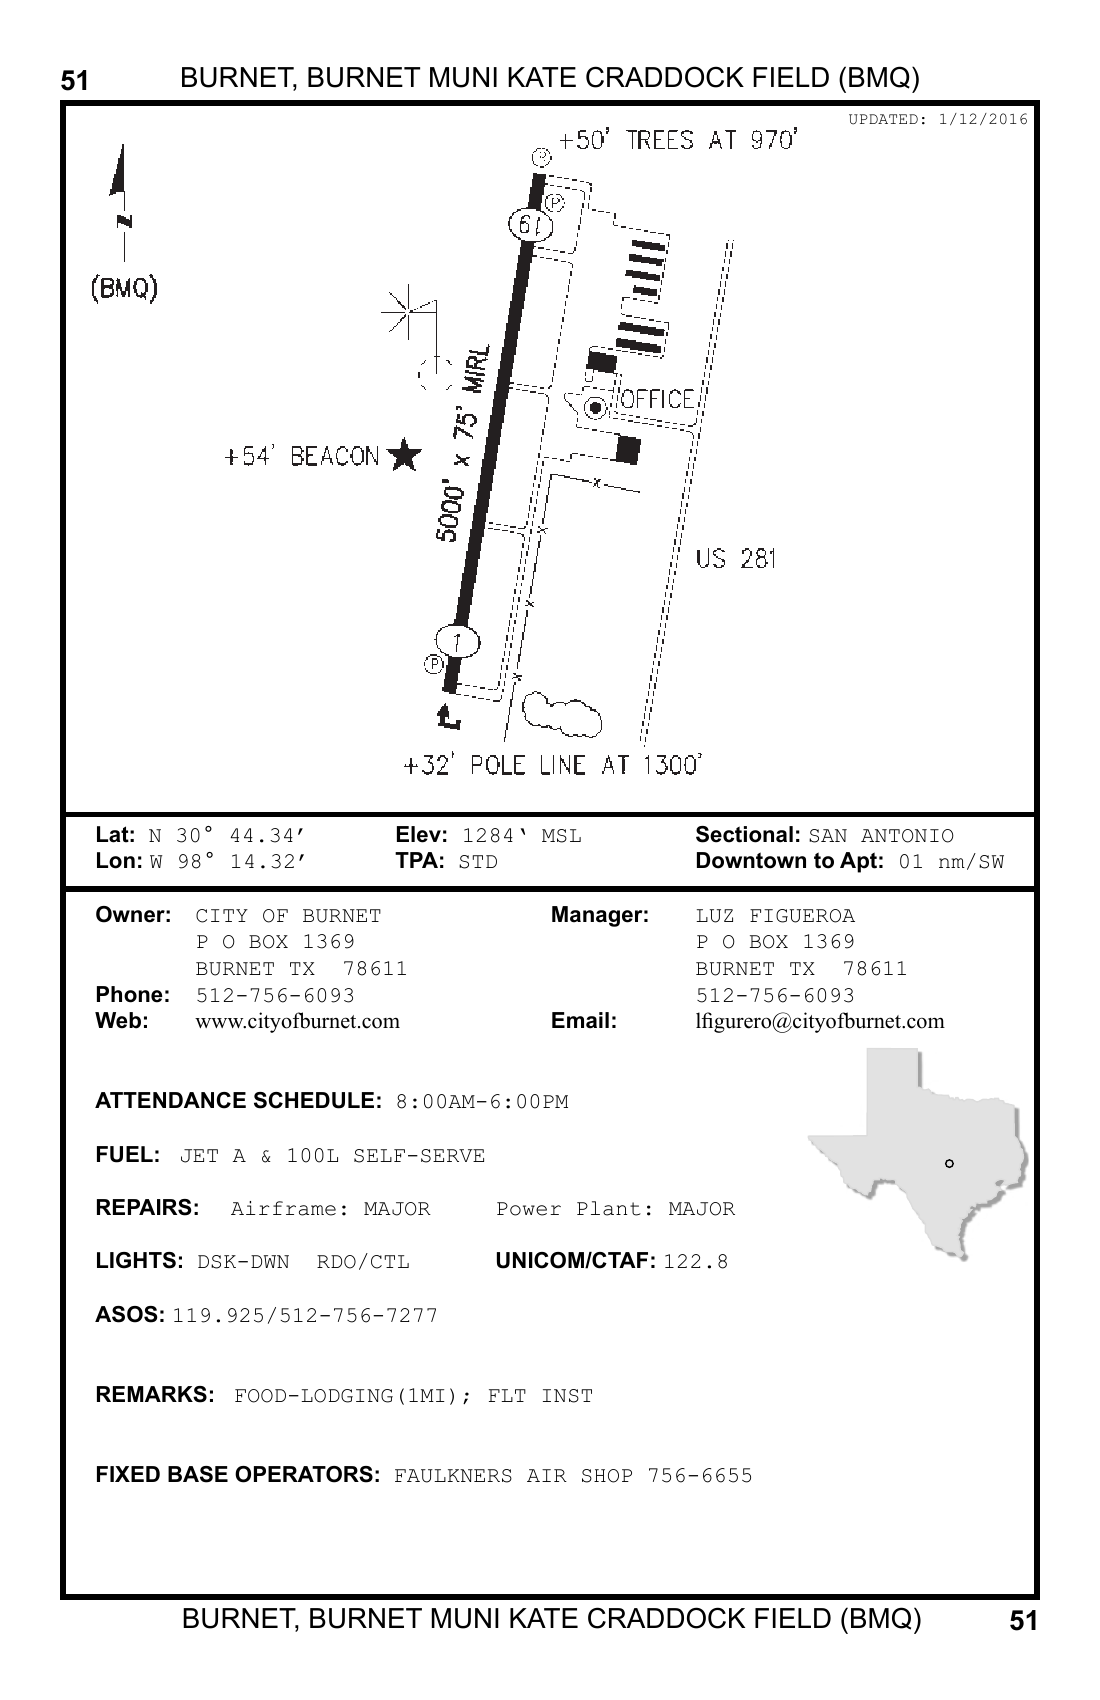 51 BURNET, BURNET MUNI KATE CRADDOCK FIELD (BMQ)
UPDATED: 1/12/2016
+50' TREES AT 970'
P
P
19
N
(BMQ)
5000' x 75' MIRL
OFFICE
+54' BEACON
US 281
1
P
+32' POLE LINE AT 1300'
Lat: N 30° 44.34′ Elev: 1284‘ MSL Sectional: SAN ANTONIO
Lon: W 98° 14.32′ TPA: STD Downtown to Apt: 01 nm/SW
Owner: CITY OF BURNET Manager: LUZ FIGUEROA
P O BOX 1369 P O BOX 1369
BURNET TX 78611 BURNET TX 78611
Phone: 512-756-6093 512-756-6093
Web: www.cityofburnet.com Email: lfigurero@cityofburnet.com
ATTENDANCE SCHEDULE: 8:00AM-6:00PM
FUEL: JET A & 100L SELF-SERVE
REPAIRS: Airframe: MAJOR Power Plant: MAJOR
LIGHTS: DSK-DWN RDO/CTL UNICOM/CTAF: 122.8
ASOS: 119.925/512-756-7277
REMARKS: FOOD-LODGING(1MI); FLT INST
FIXED BASE OPERATORS: FAULKNERS AIR SHOP 756-6655
BURNET, BURNET MUNI KATE CRADDOCK FIELD (BMQ) 51